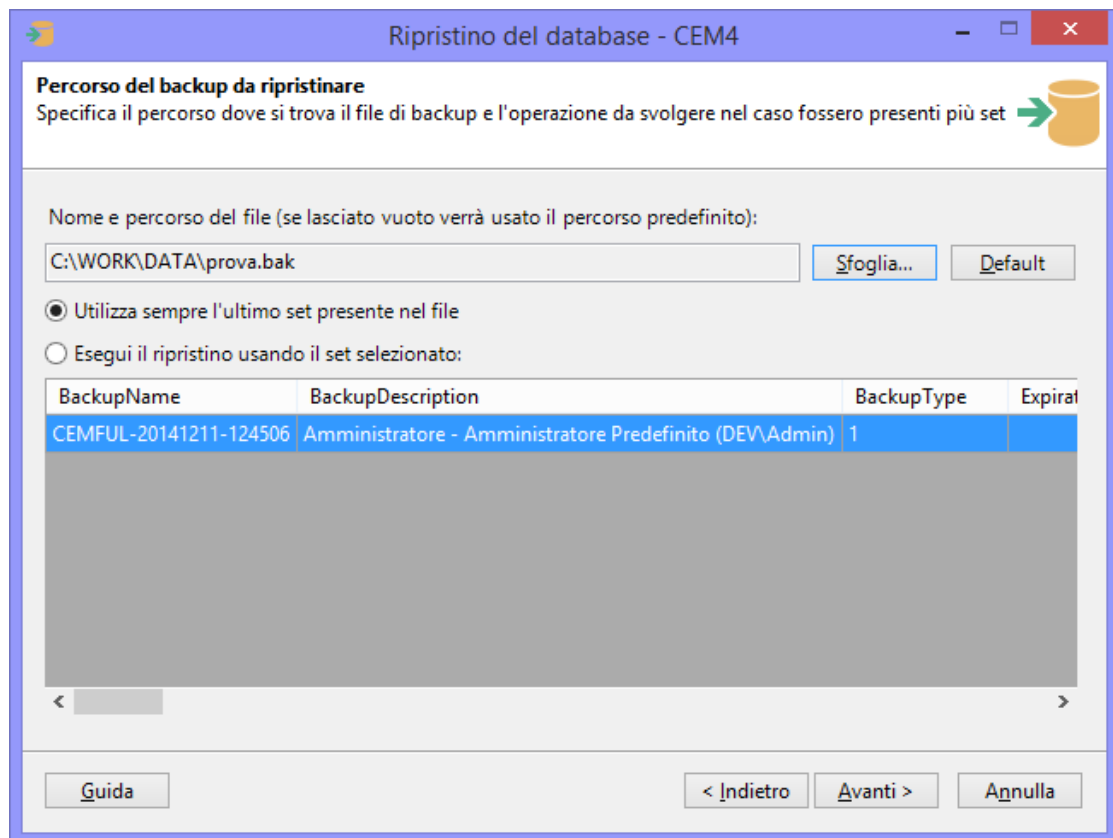 Ripristino del database - CEM4
Percorso del backup da ripristinare
Specifica il percorso dove si trova il file di backup e l'operazione da svolgere nel caso fossero presenti più set
Nome e percorso del file (se lasciato vuoto verrà usato il percorso predefinito):
C:\WORK\DATA\prova.bak Sfoglia... Default
Utilizza sempre l'ultimo set presente nel file
Esegui il ripristino usando il set selezionato:
BackupName BackupDescription BackupType Expirat
CEMFUL-20141211-124506 Amministratore - Amministratore Predefinito (DEV\Admin) 1
Guida < Indietro Avanti > Annulla